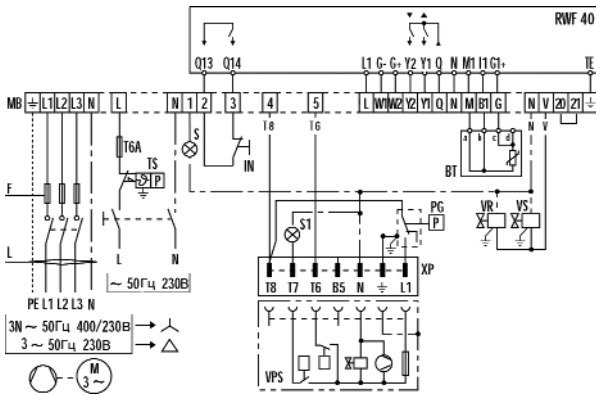 RWF 40
Q13 Q14 L1 G- G+ Y2 Y1 Q N M1 I1 G1+ TE
MB L1 L2 L3 N L N 1 2 3 4 5 L W1 W2 Y2 Y1 Q N M B1 G N V 20 21
T8 T6 N V
T6A S a b c d
TS IN BT
P
F S1 PG VR VS
P
XP
L L N T8 T7 T6 B5 N L1
~ 50Гц 230В
PE L1 L2 L3 N
3N ~ 50Гц 400/230В
3 ~ 50Гц 230В
VPS
M
3 ~